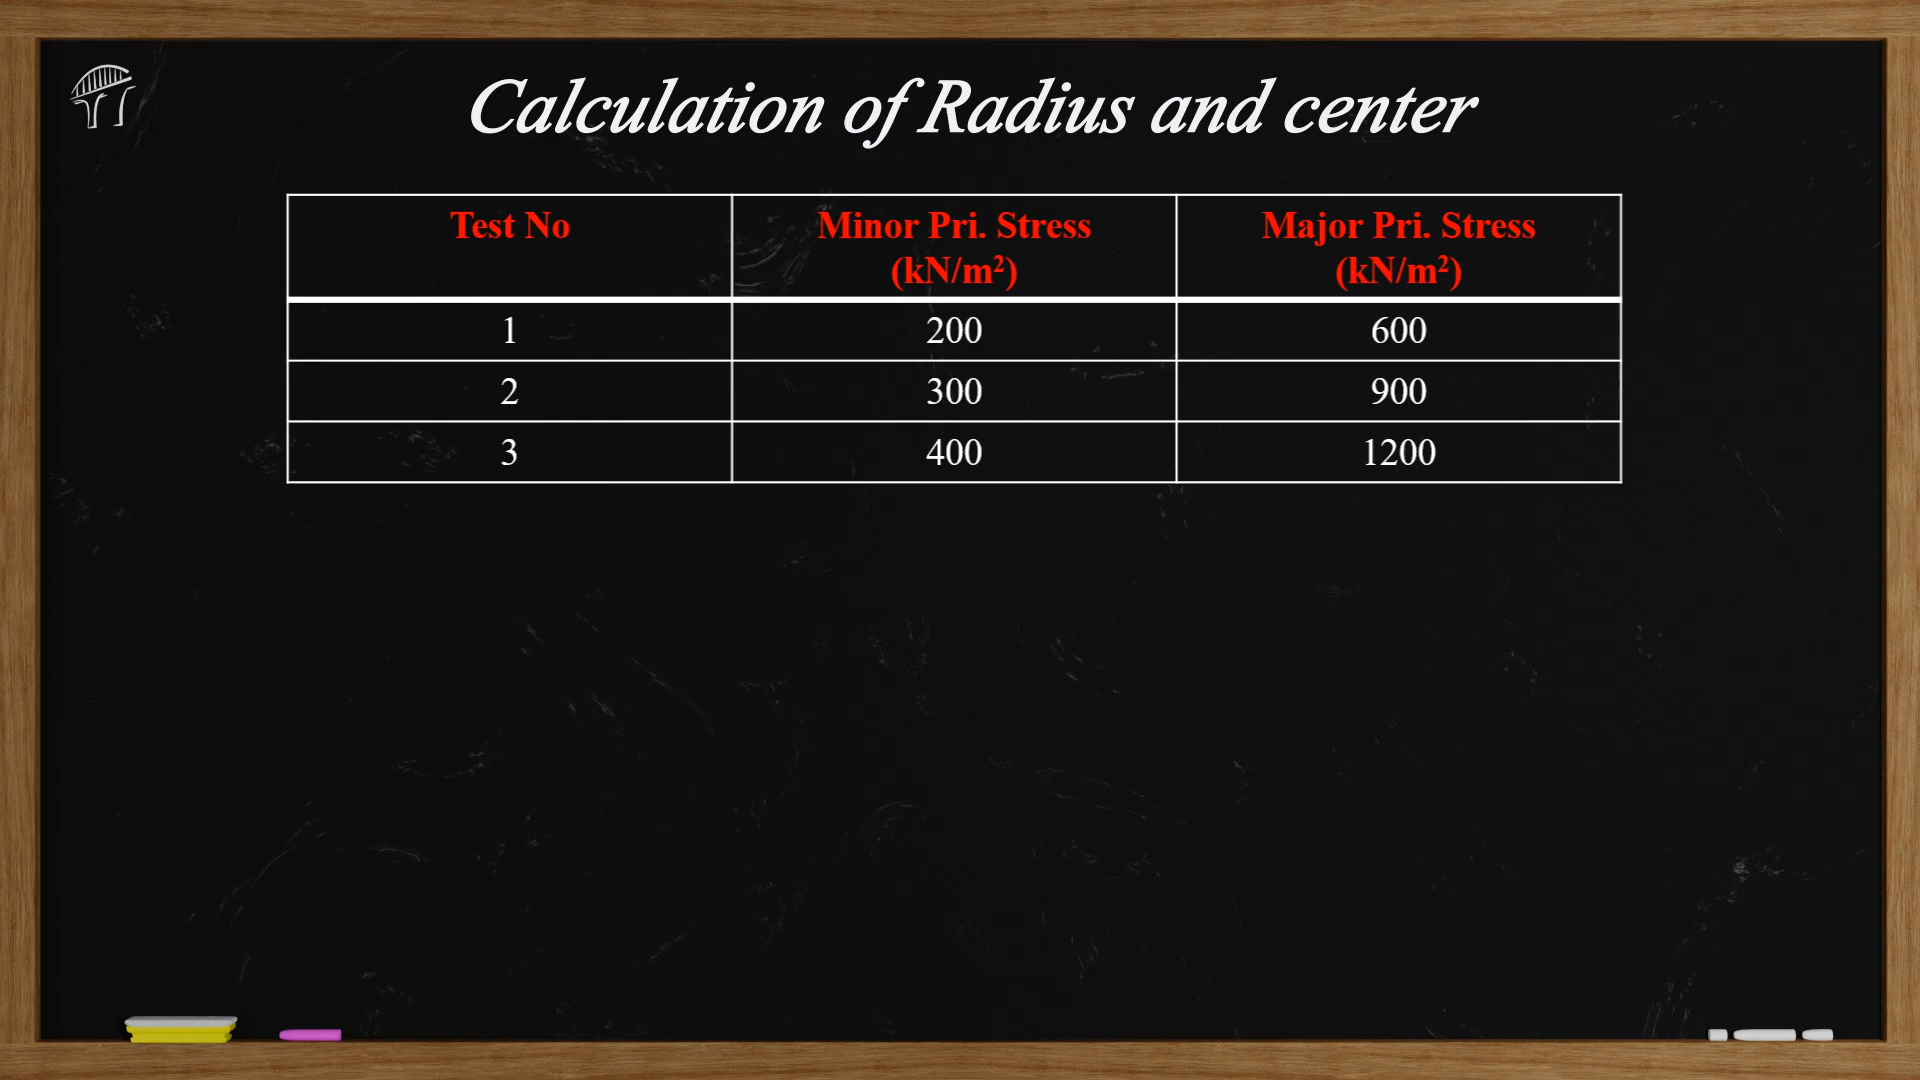 Calculation of Radius and center
Test No Minor Pri. Stress Major Pri. Stress
(kN/m²) (kN/m²)
1 200 600
2 300 900
3 400 1200